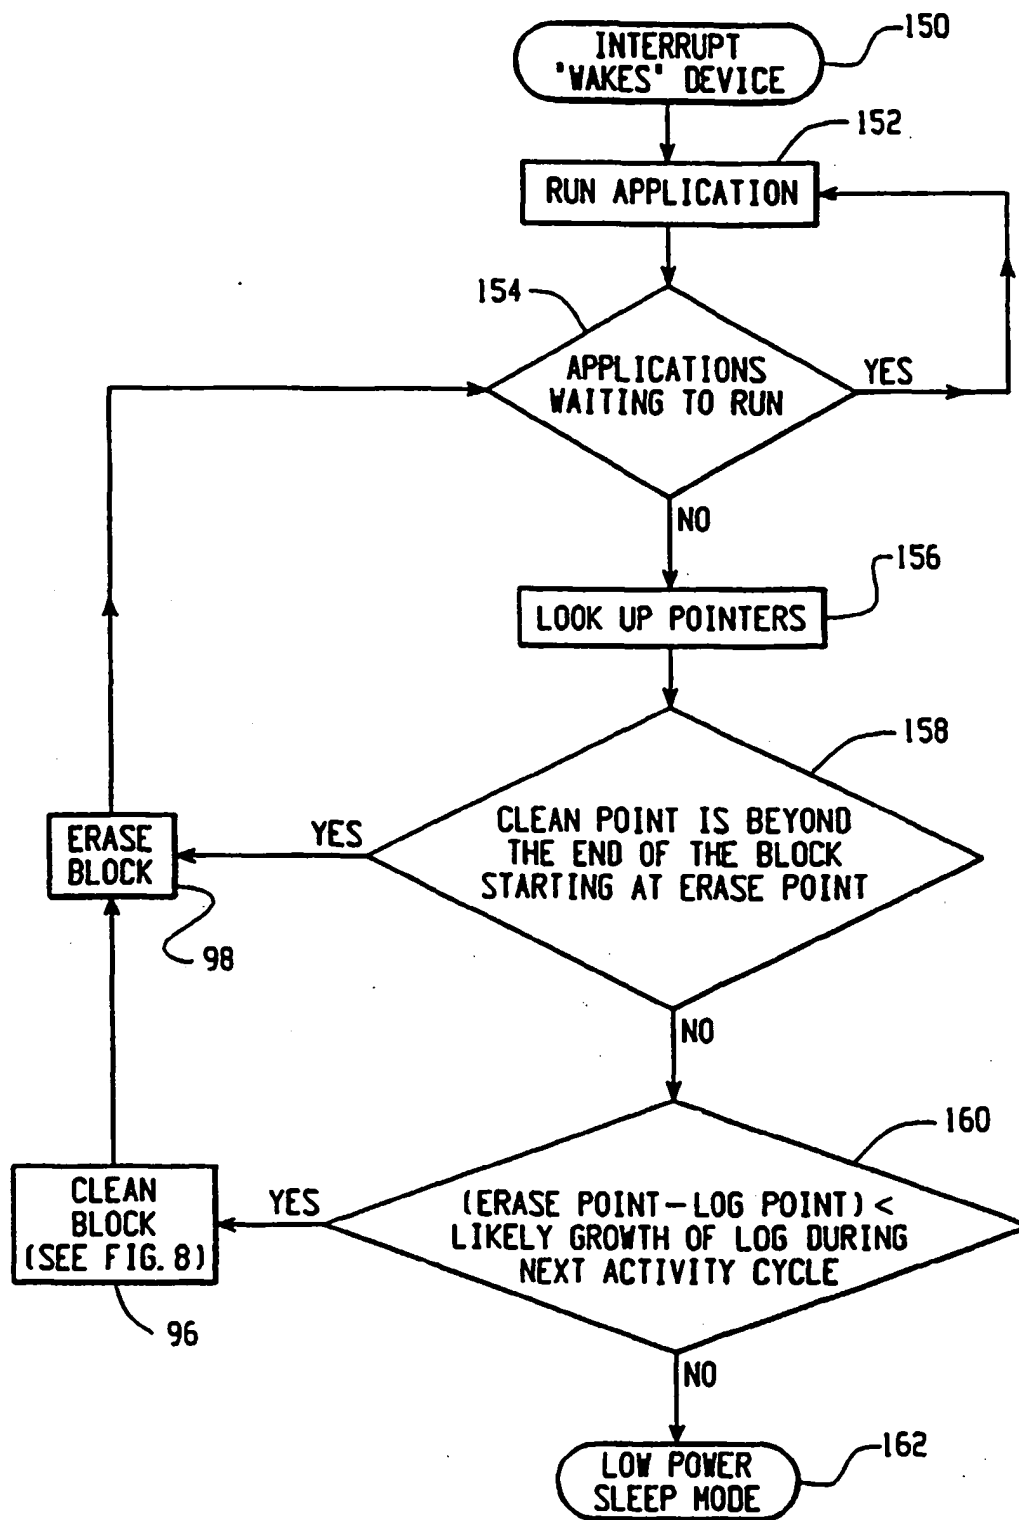 INTERRUPT
'WAKES' DEVICE
150
152
RUN APPLICATION
154
APPLICATIONS
WAITING TO RUN
YES
NO
156
LOOK UP POINTERS
158
CLEAN POINT IS BEYOND
THE END OF THE BLOCK
STARTING AT ERASE POINT
YES
ERASE
BLOCK
98
NO
160
(ERASE POINT-LOG POINT) <
LIKELY GROWTH OF LOG DURING
NEXT ACTIVITY CYCLE
YES
CLEAN
BLOCK
(SEE FIG. 8)
96
NO
162
LOW POWER
SLEEP MODE